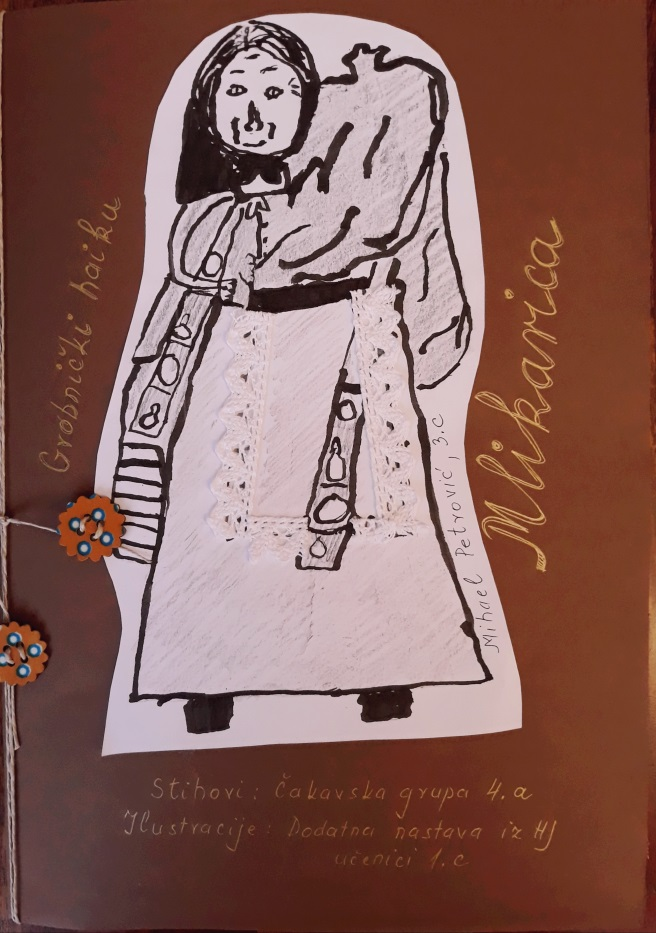 Grobnički haiku
Mlikarica
Mihael Petrović, 3.c
Stihovi: Čakavska grupa 4.a
Ilustracije: Dodatna nastava iz HJ
učenici 1.c